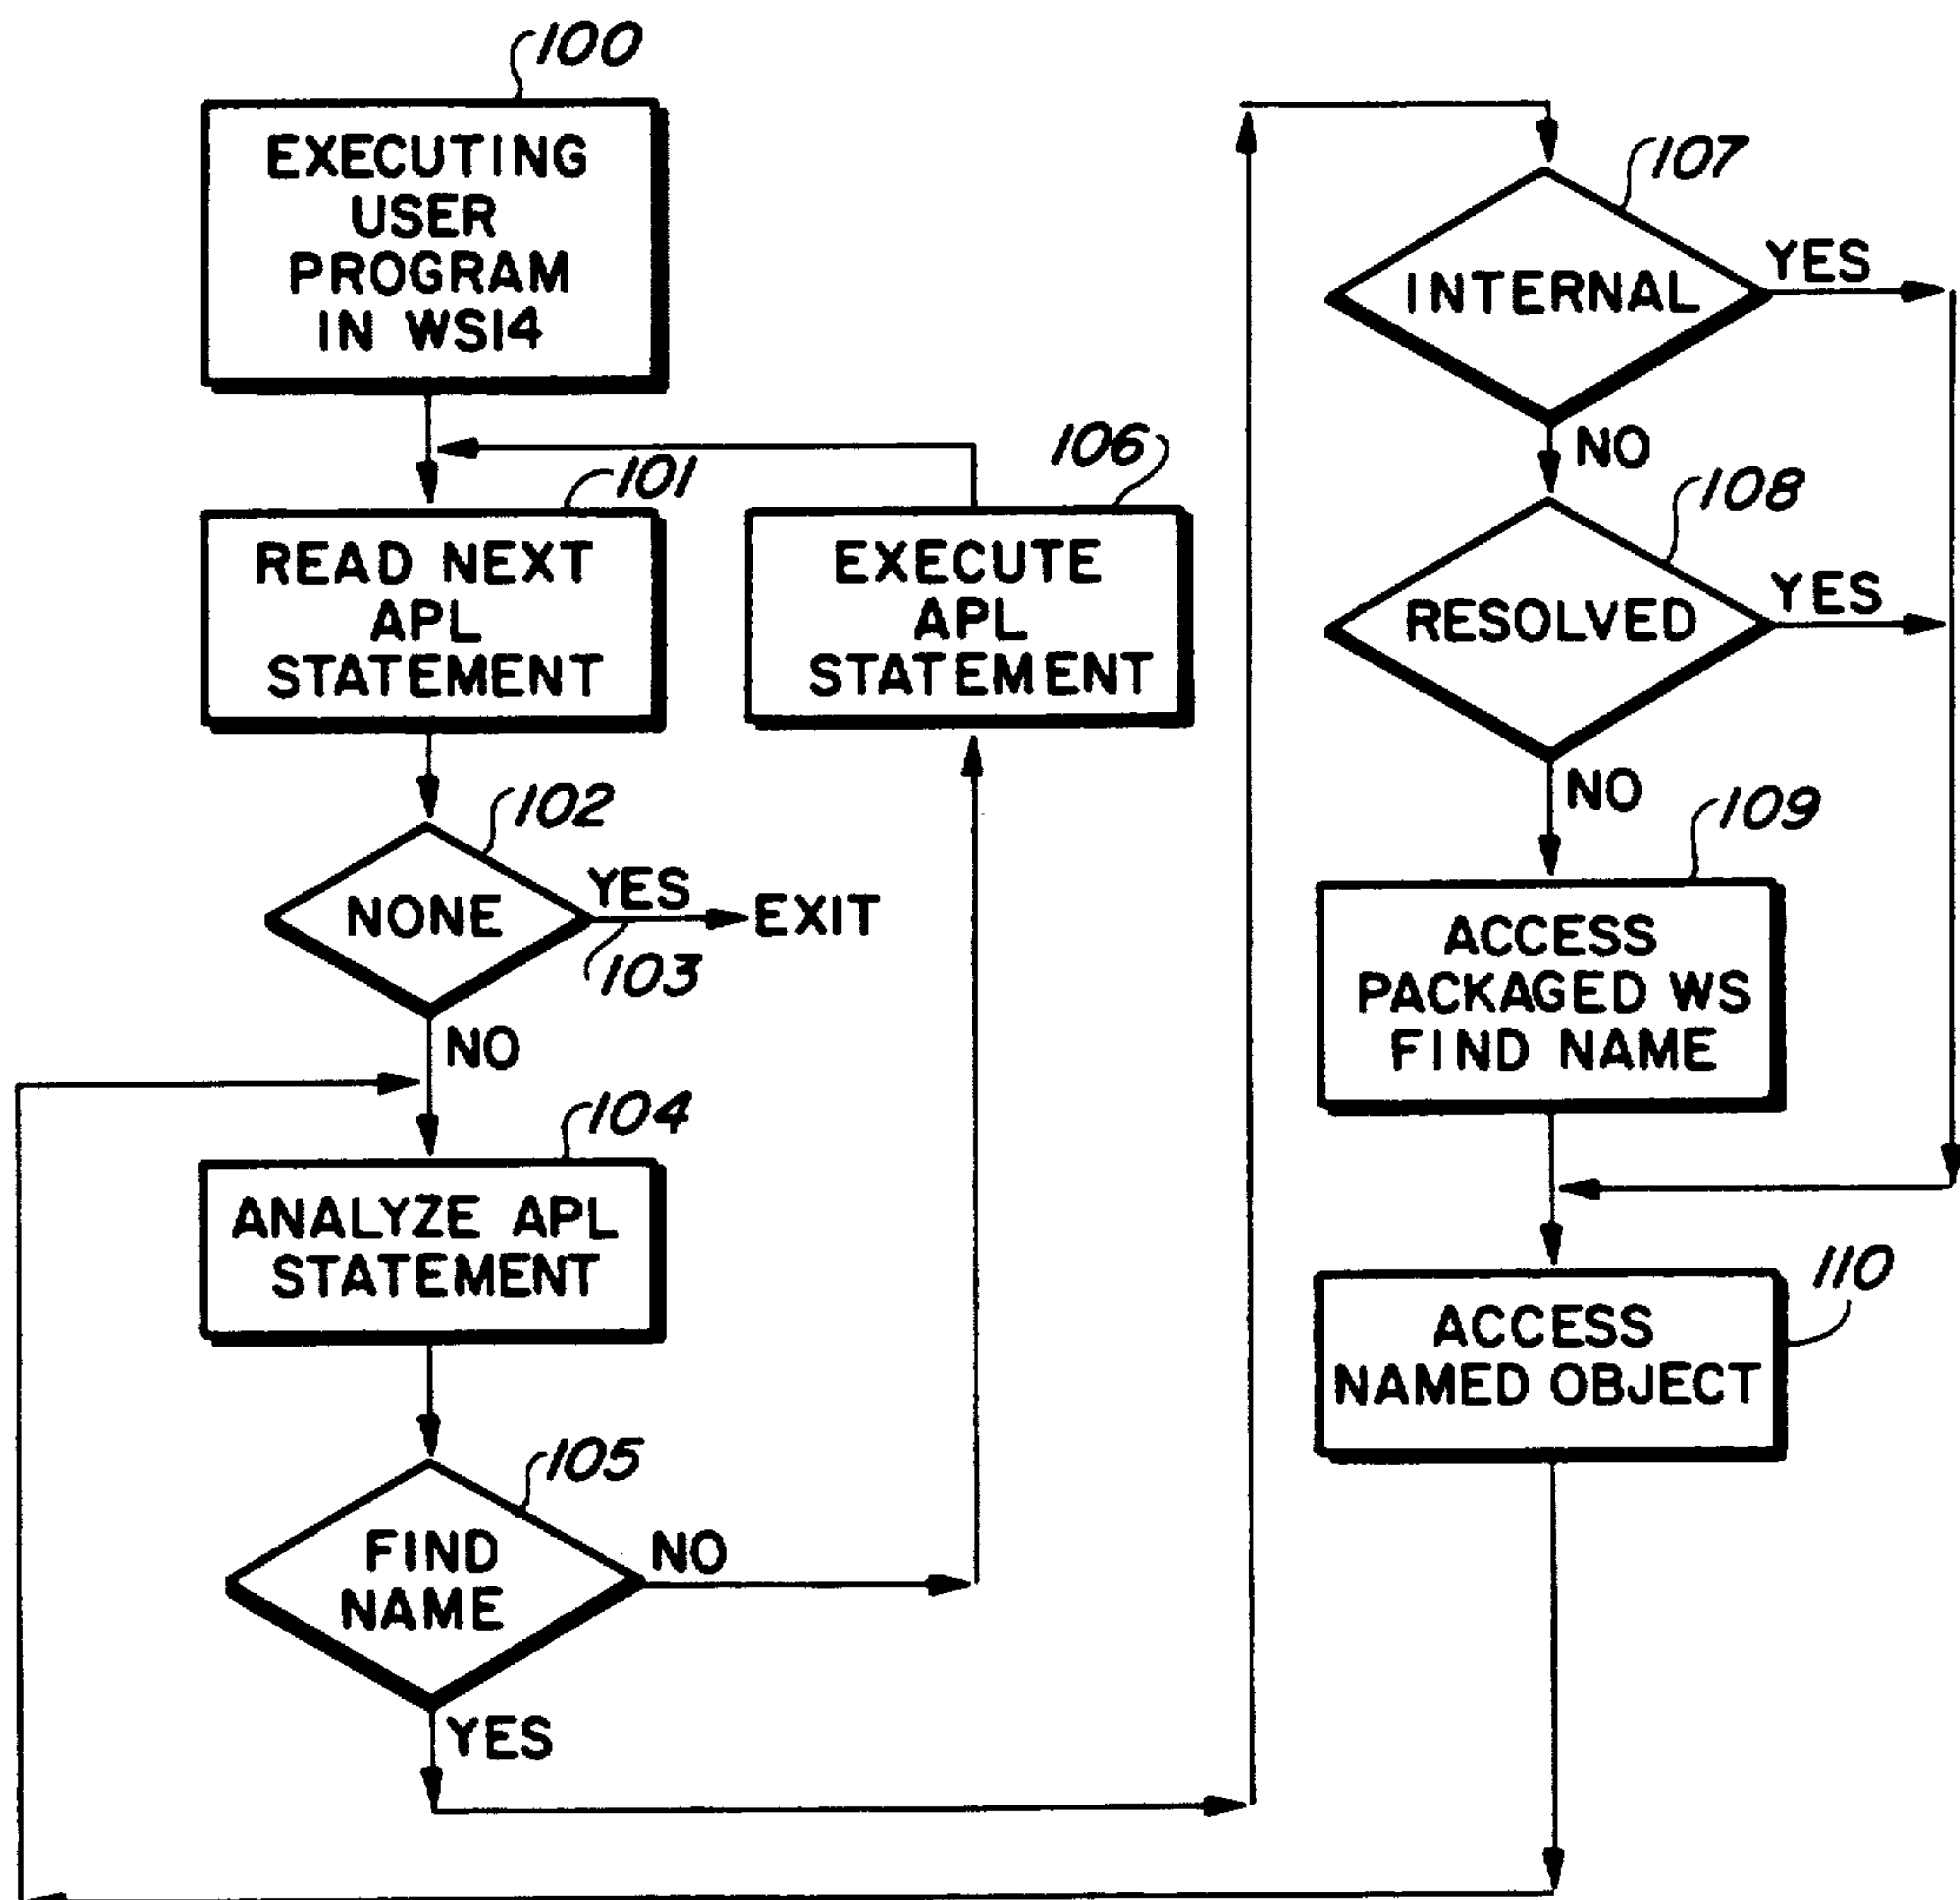 100
EXECUTING
USER
PROGRAM
IN WS14
101
READ NEXT
APL
STATEMENT
106
EXECUTE
APL
STATEMENT
102
NONE
YES
103
EXIT
NO
104
ANALYZE APL
STATEMENT
105
FIND
NAME
NO
YES
107
INTERNAL
YES
NO
108
RESOLVED
YES
NO
109
ACCESS
PACKAGED WS
FIND NAME
110
ACCESS
NAMED OBJECT